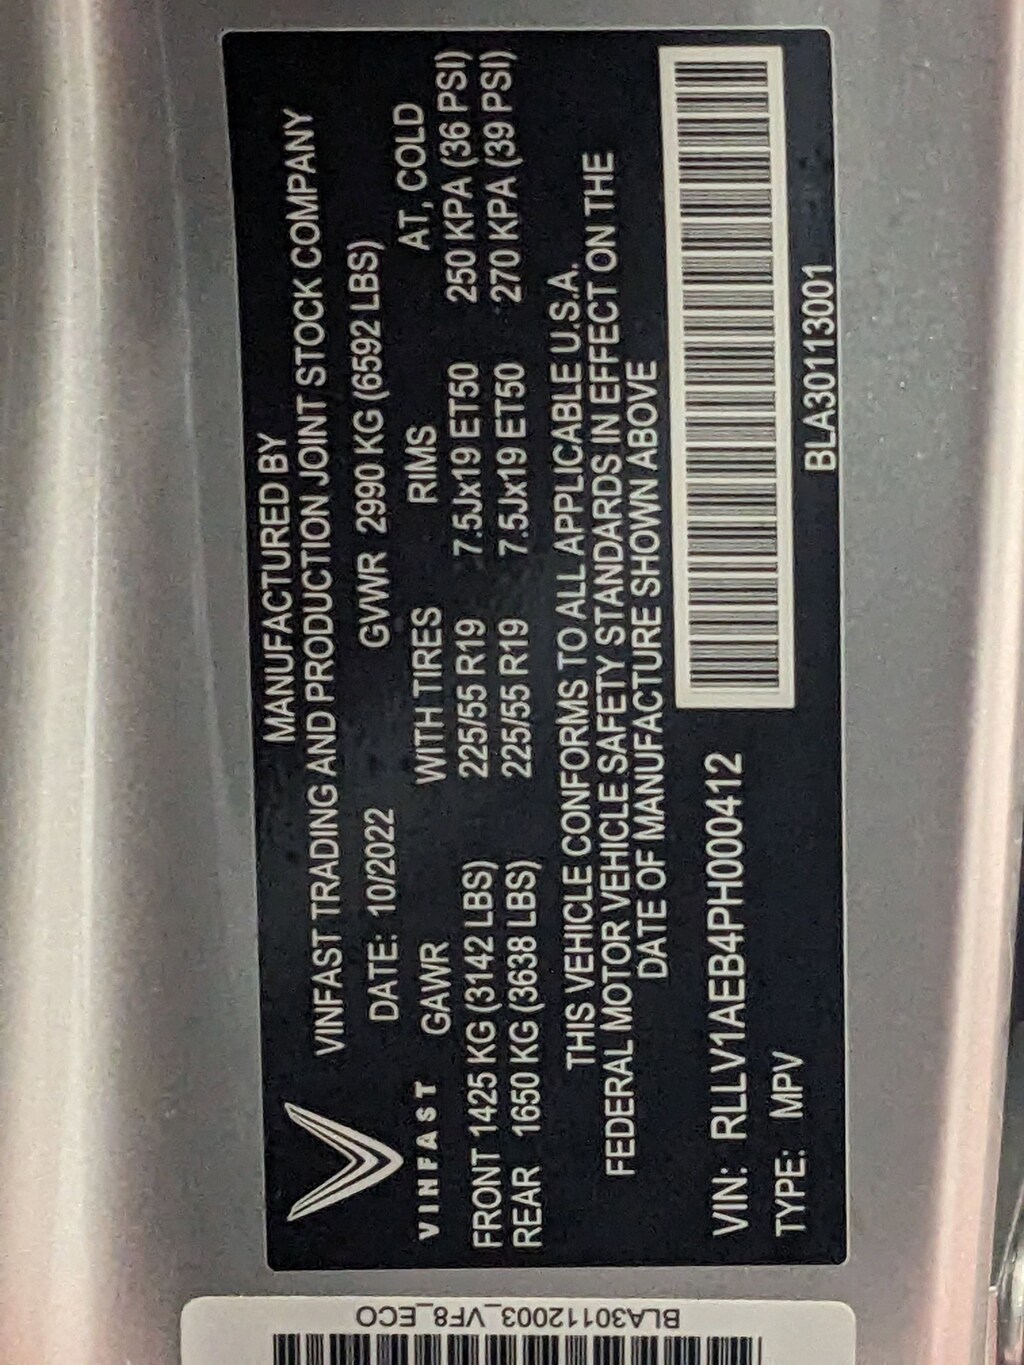 MANUFACTURED BY
VINFAST TRADING AND PRODUCTION JOINT STOCK COMPANY
DATE: 10/2022 GVWR 2990 KG (6592 LBS)
VINFAST
GAWR WITH TIRES RIMS AT, COLD
FRONT 1425 KG (3142 LBS) 225/55 R19 7.5Jx19 ET50 250 KPA (36 PSI)
REAR 1650 KG (3638 LBS) 225/55 R19 7.5Jx19 ET50 270 KPA (39 PSI)
THIS VEHICLE CONFORMS TO ALL APPLICABLE U.S.A.
FEDERAL MOTOR VEHICLE SAFETY STANDARDS IN EFFECT ON THE
DATE OF MANUFACTURE SHOWN ABOVE
VIN: RLLV1AEB4PH000412
TYPE: MPV
BLA30113001
BLA30112003_VF8_ECO